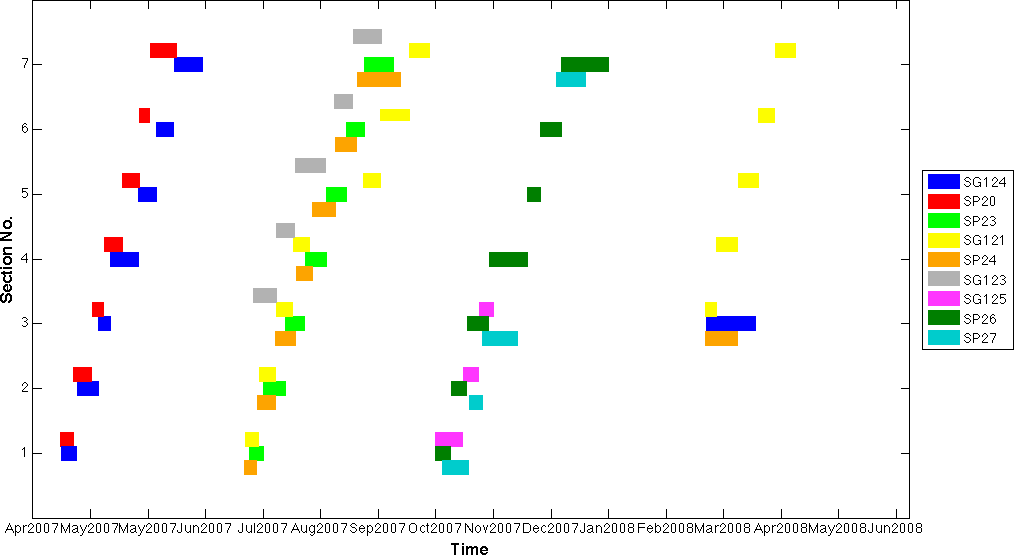 7
6
5
4
3
2
1
Section No.
Apr2007 May2007 May2007 Jun2007 Jul2007 Aug2007 Sep2007 Oct2007 Nov2007 Dec2007 Jan2008 Feb2008 Mar2008 Apr2008 May2008 Jun2008
Time
SG124
SP20
SP23
SG121
SP24
SG123
SG125
SP26
SP27